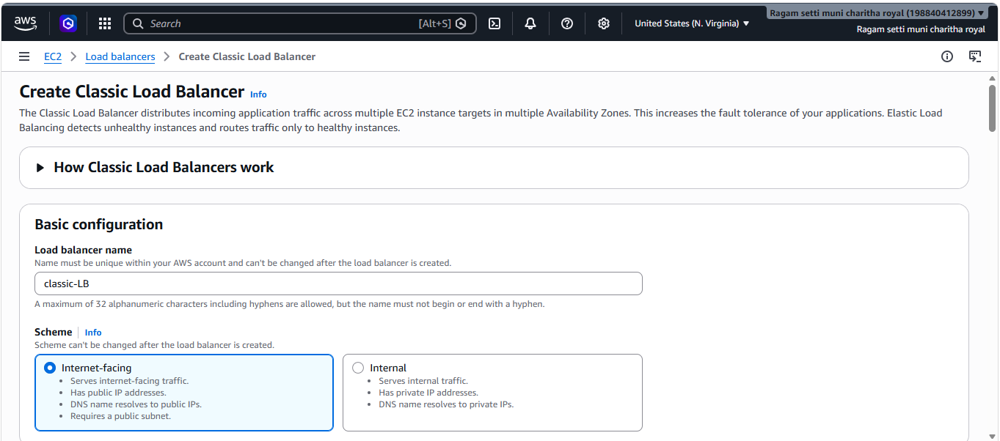 aws
Search
[Alt+S]
United States (N. Virginia)
Ragam setti muni charitha royal (198840412899)
Ragam setti muni charitha royal
EC2
Load balancers
Create Classic Load Balancer
Create Classic Load Balancer Info
The Classic Load Balancer distributes incoming application traffic across multiple EC2 instance targets in multiple Availability Zones. This increases the fault tolerance of your applications. Elastic Load
Balancing detects unhealthy instances and routes traffic only to healthy instances.
How Classic Load Balancers work
Basic configuration
Load balancer name
Name must be unique within your AWS account and can't be changed after the load balancer is created.
classic-LB
A maximum of 32 alphanumeric characters including hyphens are allowed, but the name must not begin or end with a hyphen.
Scheme Info
Scheme can't be changed after the load balancer is created.
Internet-facing
• Serves internet-facing traffic.
• Has public IP addresses.
• DNS name resolves to public IPs.
• Requires a public subnet.
Internal
• Serves internal traffic.
• Has private IP addresses.
• DNS name resolves to private IPs.